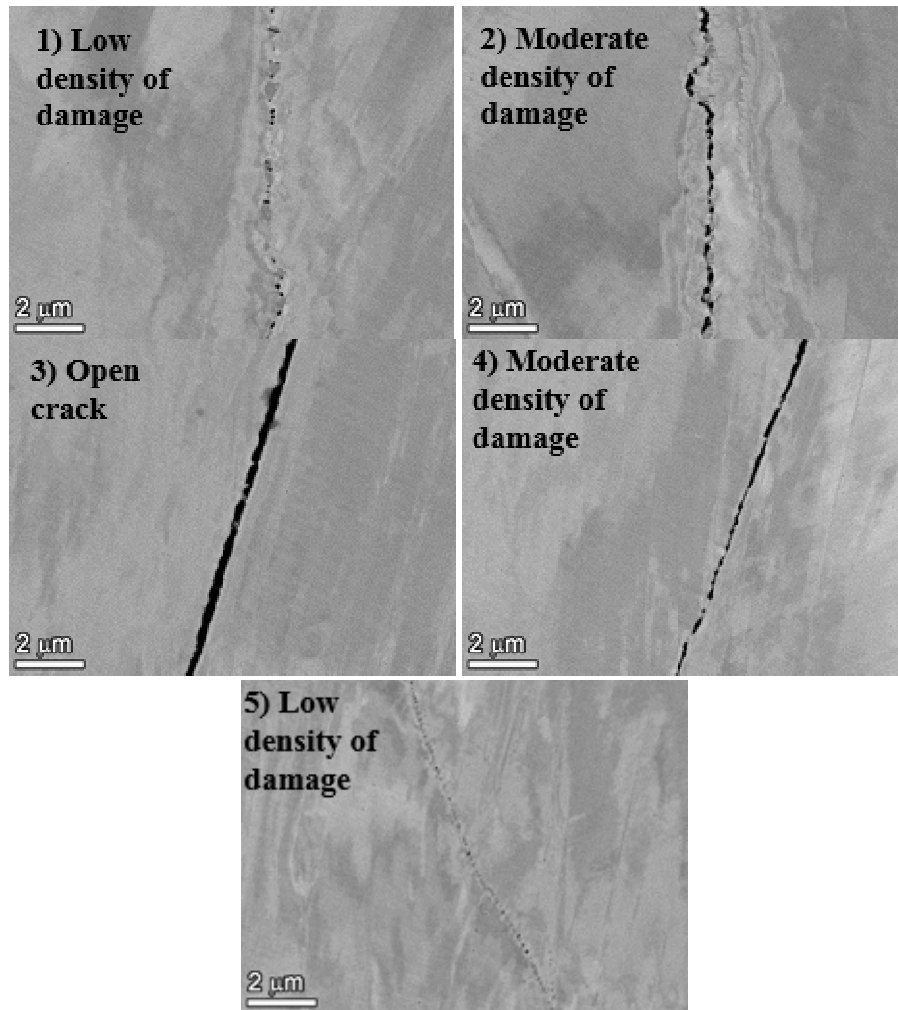 1) Low
density of
damage
2 μm
2) Moderate
density of
damage
2 μm
3) Open
crack
2 μm
4) Moderate
density of
damage
2 μm
5) Low
density of
damage
2 μm